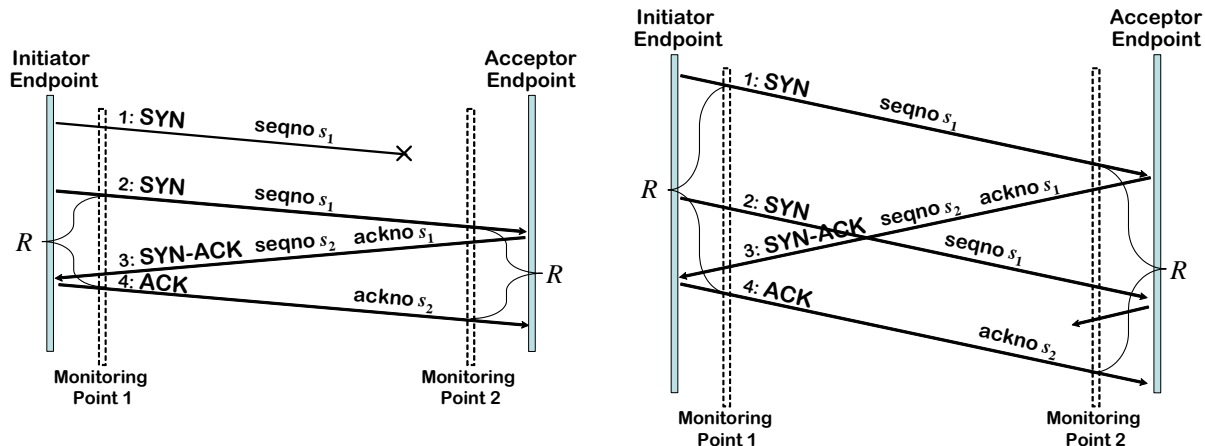 Initiator
Endpoint
Acceptor
Endpoint
1: SYN
seqno s1
2: SYN
seqno s1
R
3: SYN-ACK
seqno s2
ackno s1
R
4: ACK
ackno s2
Monitoring
Point 1
Monitoring
Point 2
Initiator
Endpoint
Acceptor
Endpoint
1: SYN
seqno s1
R
2: SYN
seqno s1
3: SYN-ACK
seqno s2
ackno s1
R
4: ACK
ackno s2
Monitoring
Point 1
Monitoring
Point 2